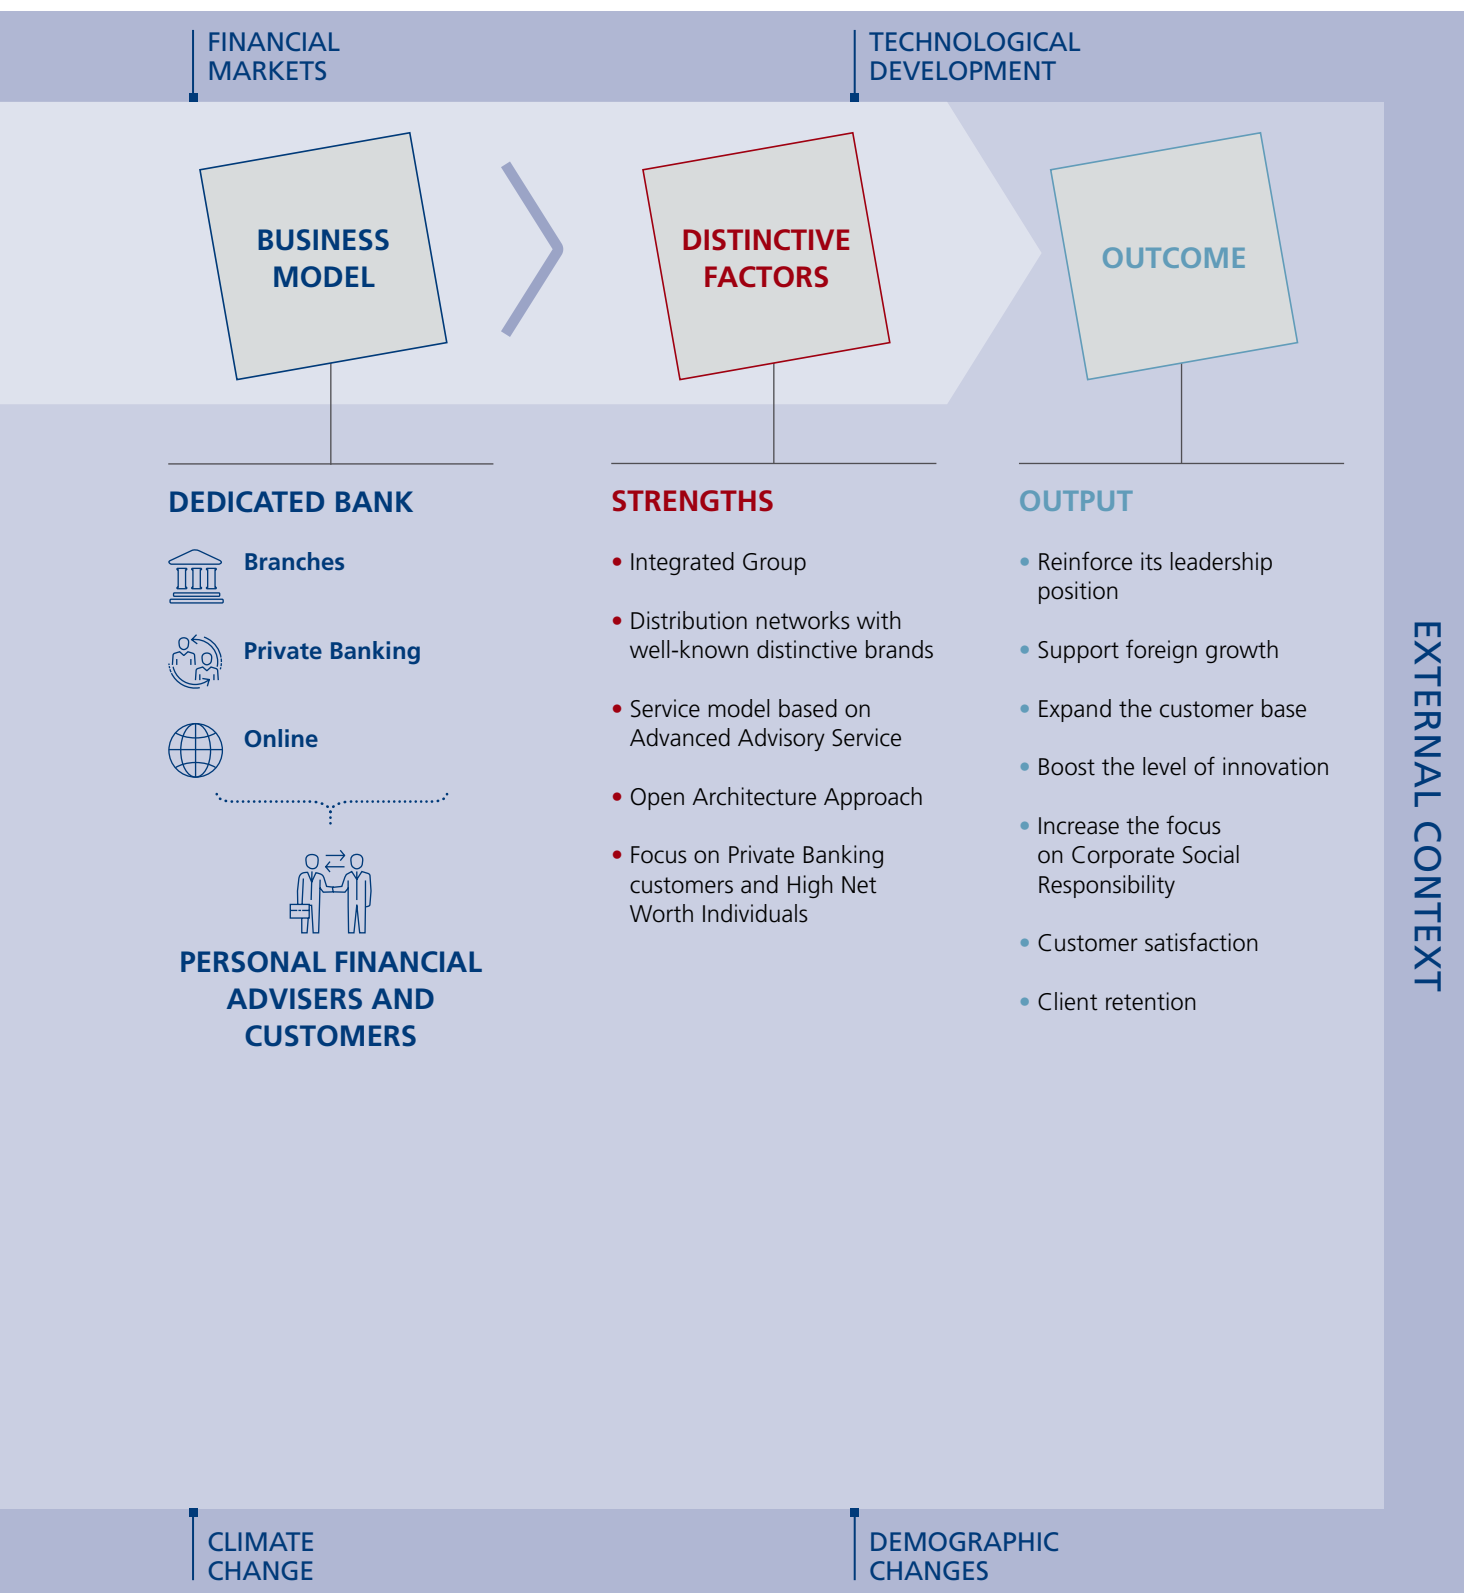 FINANCIAL
MARKETS
TECHNOLOGICAL
DEVELOPMENT
BUSINESS
MODEL
DISTINCTIVE
FACTORS
OUTCOME
DEDICATED BANK
Branches
Private Banking
Online
PERSONAL FINANCIAL
ADVISERS AND
CUSTOMERS
STRENGTHS
• Integrated Group
• Distribution networks with
well-known distinctive brands
• Service model based on
Advanced Advisory Service
• Open Architecture Approach
• Focus on Private Banking
customers and High Net
Worth Individuals
OUTPUT
• Reinforce its leadership
position
• Support foreign growth
• Expand the customer base
• Boost the level of innovation
• Increase the focus
on Corporate Social
Responsibility
• Customer satisfaction
• Client retention
EXTERNAL CONTEXT
CLIMATE
CHANGE
DEMOGRAPHIC
CHANGES